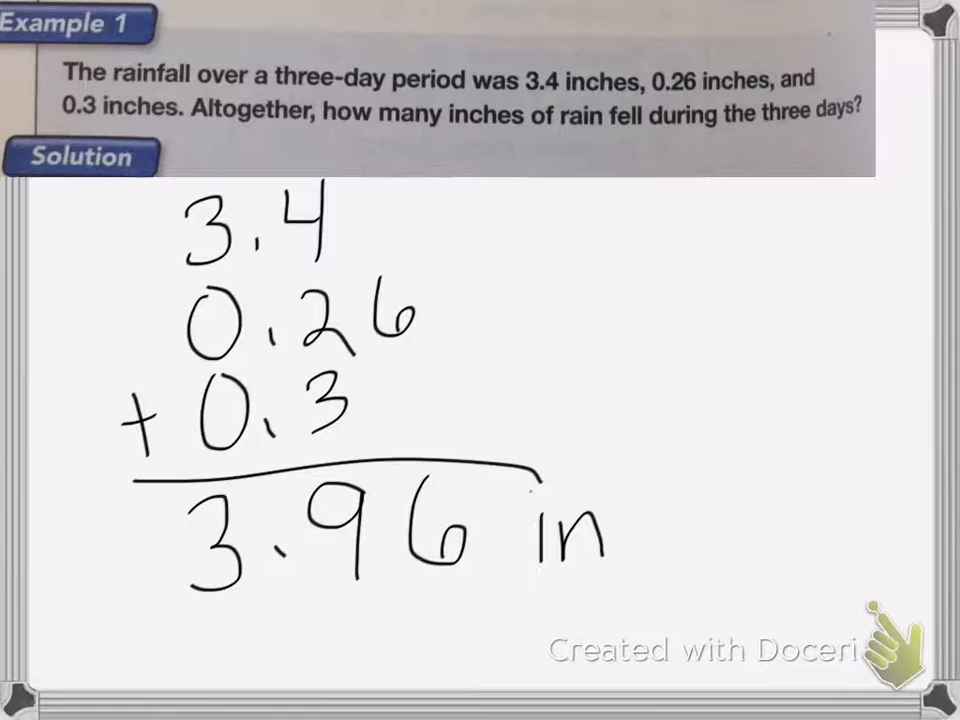 Example 1
The rainfall over a three-day period was 3.4 inches, 0.26 inches, and
0.3 inches. Altogether, how many inches of rain fell during the three days?
Solution
3.4
0.26
+ 0.3
3.96 in
Created with Doceri